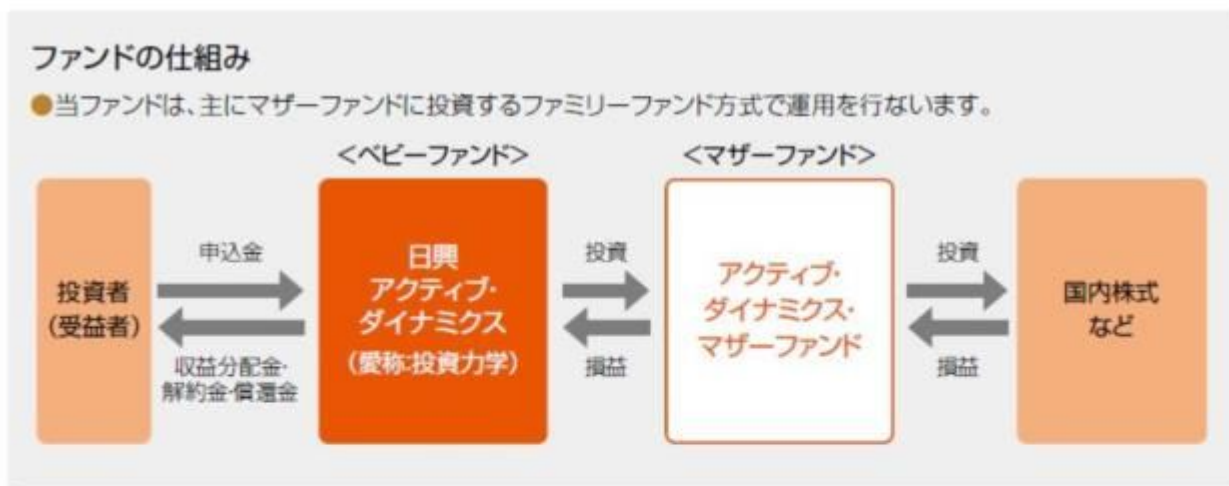 ファンドの仕組み
●当ファンドは、主にマザーファンドに投資するファミリーファンド方式で運用を行ないます。
<ベビーファンド>
<マザーファンド>
投資者
(受益者)
申込金
収益分配金・
解約金・償還金
日興
アクティブ・
ダイナミクス
(愛称:投資力学)
投資
損益
アクティブ・
ダイナミクス・
マザーファンド
投資
損益
国内株式
など